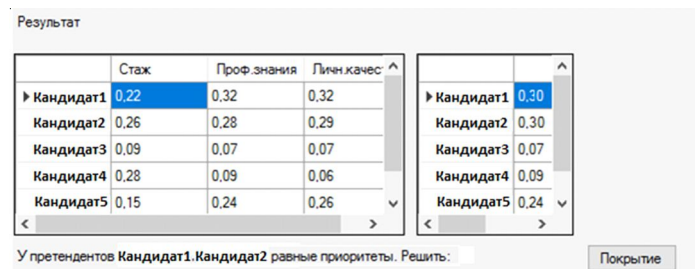 Результат
Стаж Проф.знания Личн.качес
Кандидат1 0,22 0,32 0,32 Кандидат1 0,30
Кандидат2 0,26 0,28 0,29 Кандидат2 0,30
Кандидат3 0,09 0,07 0,07 Кандидат3 0,07
Кандидат4 0,28 0,09 0,06 Кандидат4 0,09
Кандидат5 0,15 0,24 0,26 Кандидат5 0,24
У претендентов Кандидат1.Кандидат2 равные приоритеты. Решить: Покрытие